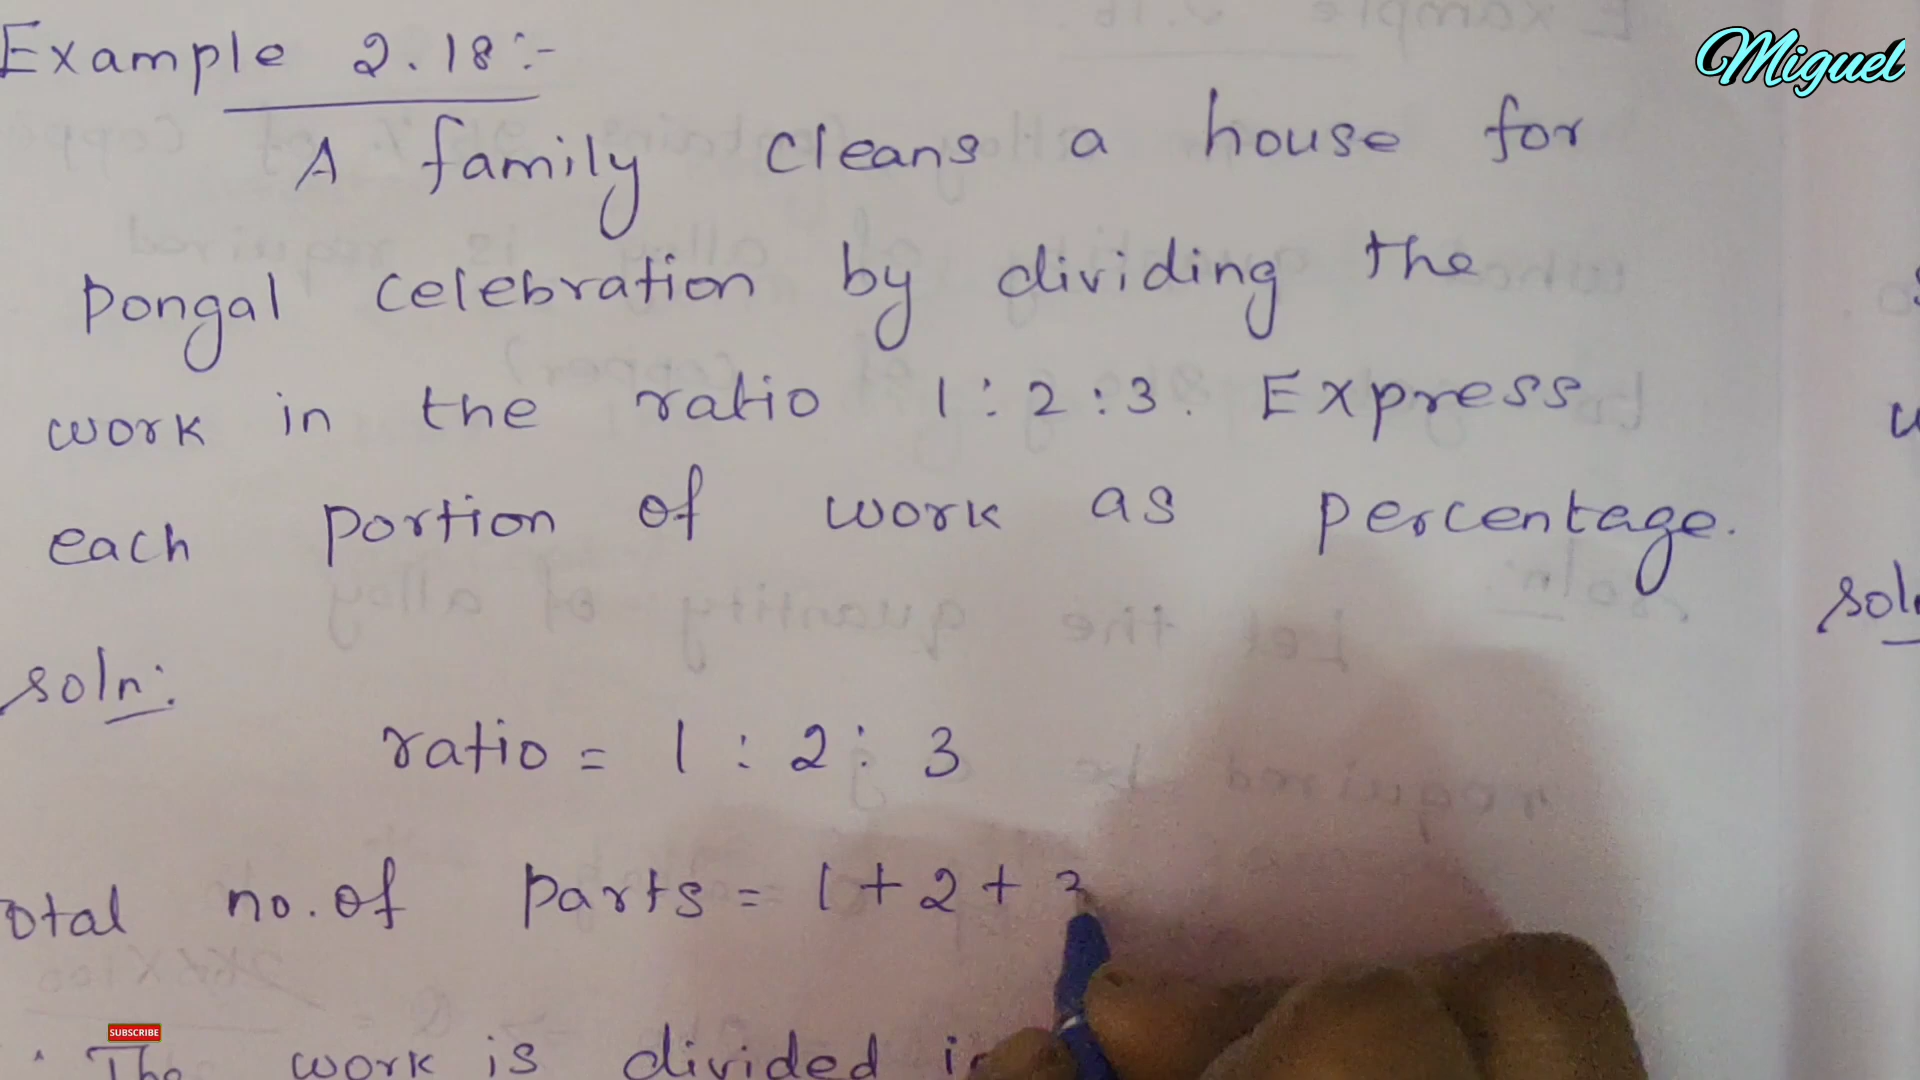 Example 2.18:-
Miguel
A family cleans a house for
Pongal celebration by dividing the
work in the ratio 1:2:3. Express
each portion of work as percentage.
soln:
ratio = 1 : 2 : 3
otal no. of Parts = 1 + 2 + 3
SUBSCRIBE
The work is divided in